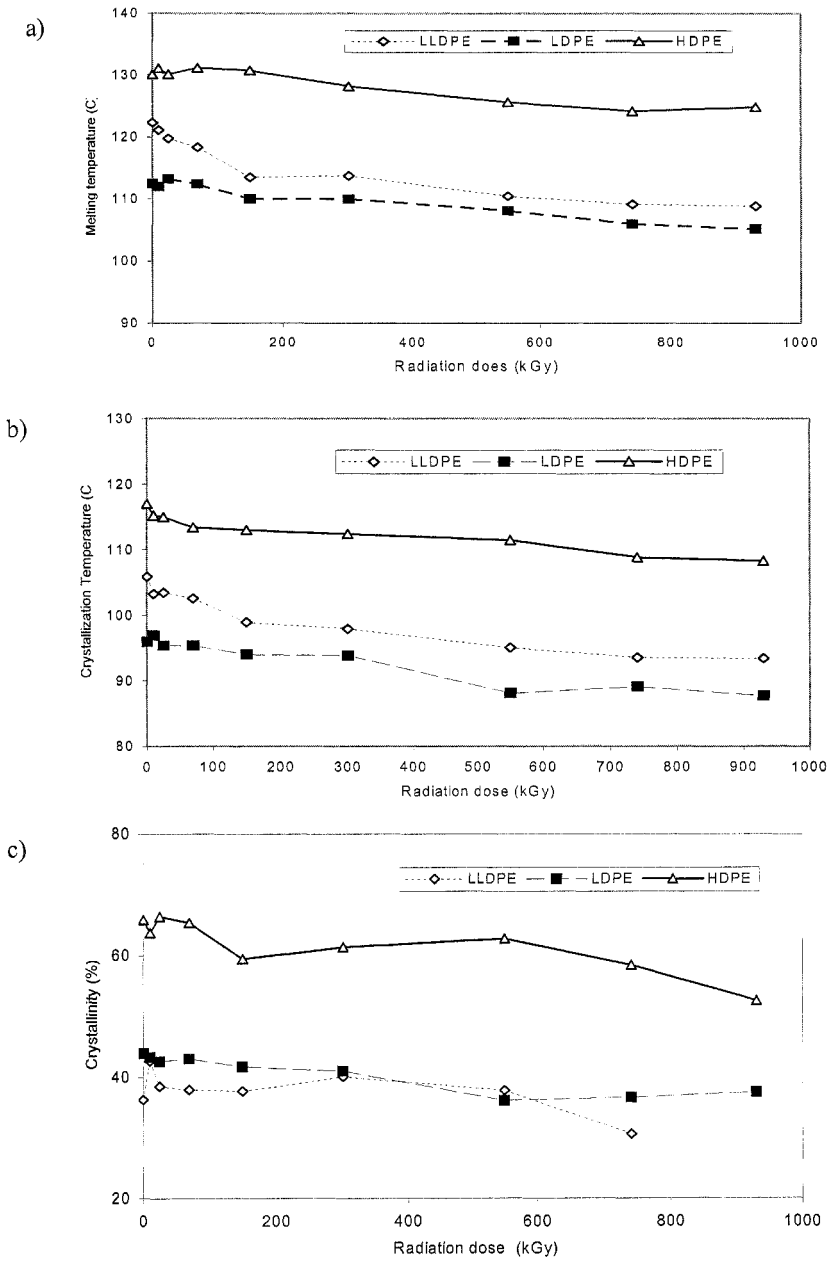 a)
LLDPE LDPE HDPE
140
130
120
110
100
90
Melting temperature (C)
0 200 400 600 800 1000
Radiation does (kGy)
b)
LLDPE LDPE HDPE
130
120
110
100
90
80
Crystallization Temperature (C
0 100 200 300 400 500 600 700 800 900 1000
Radiation dose (kGy)
c)
LLDPE LDPE HDPE
80
60
40
20
Crystallinity (%)
0 200 400 600 800 1000
Radiation dose (kGy)